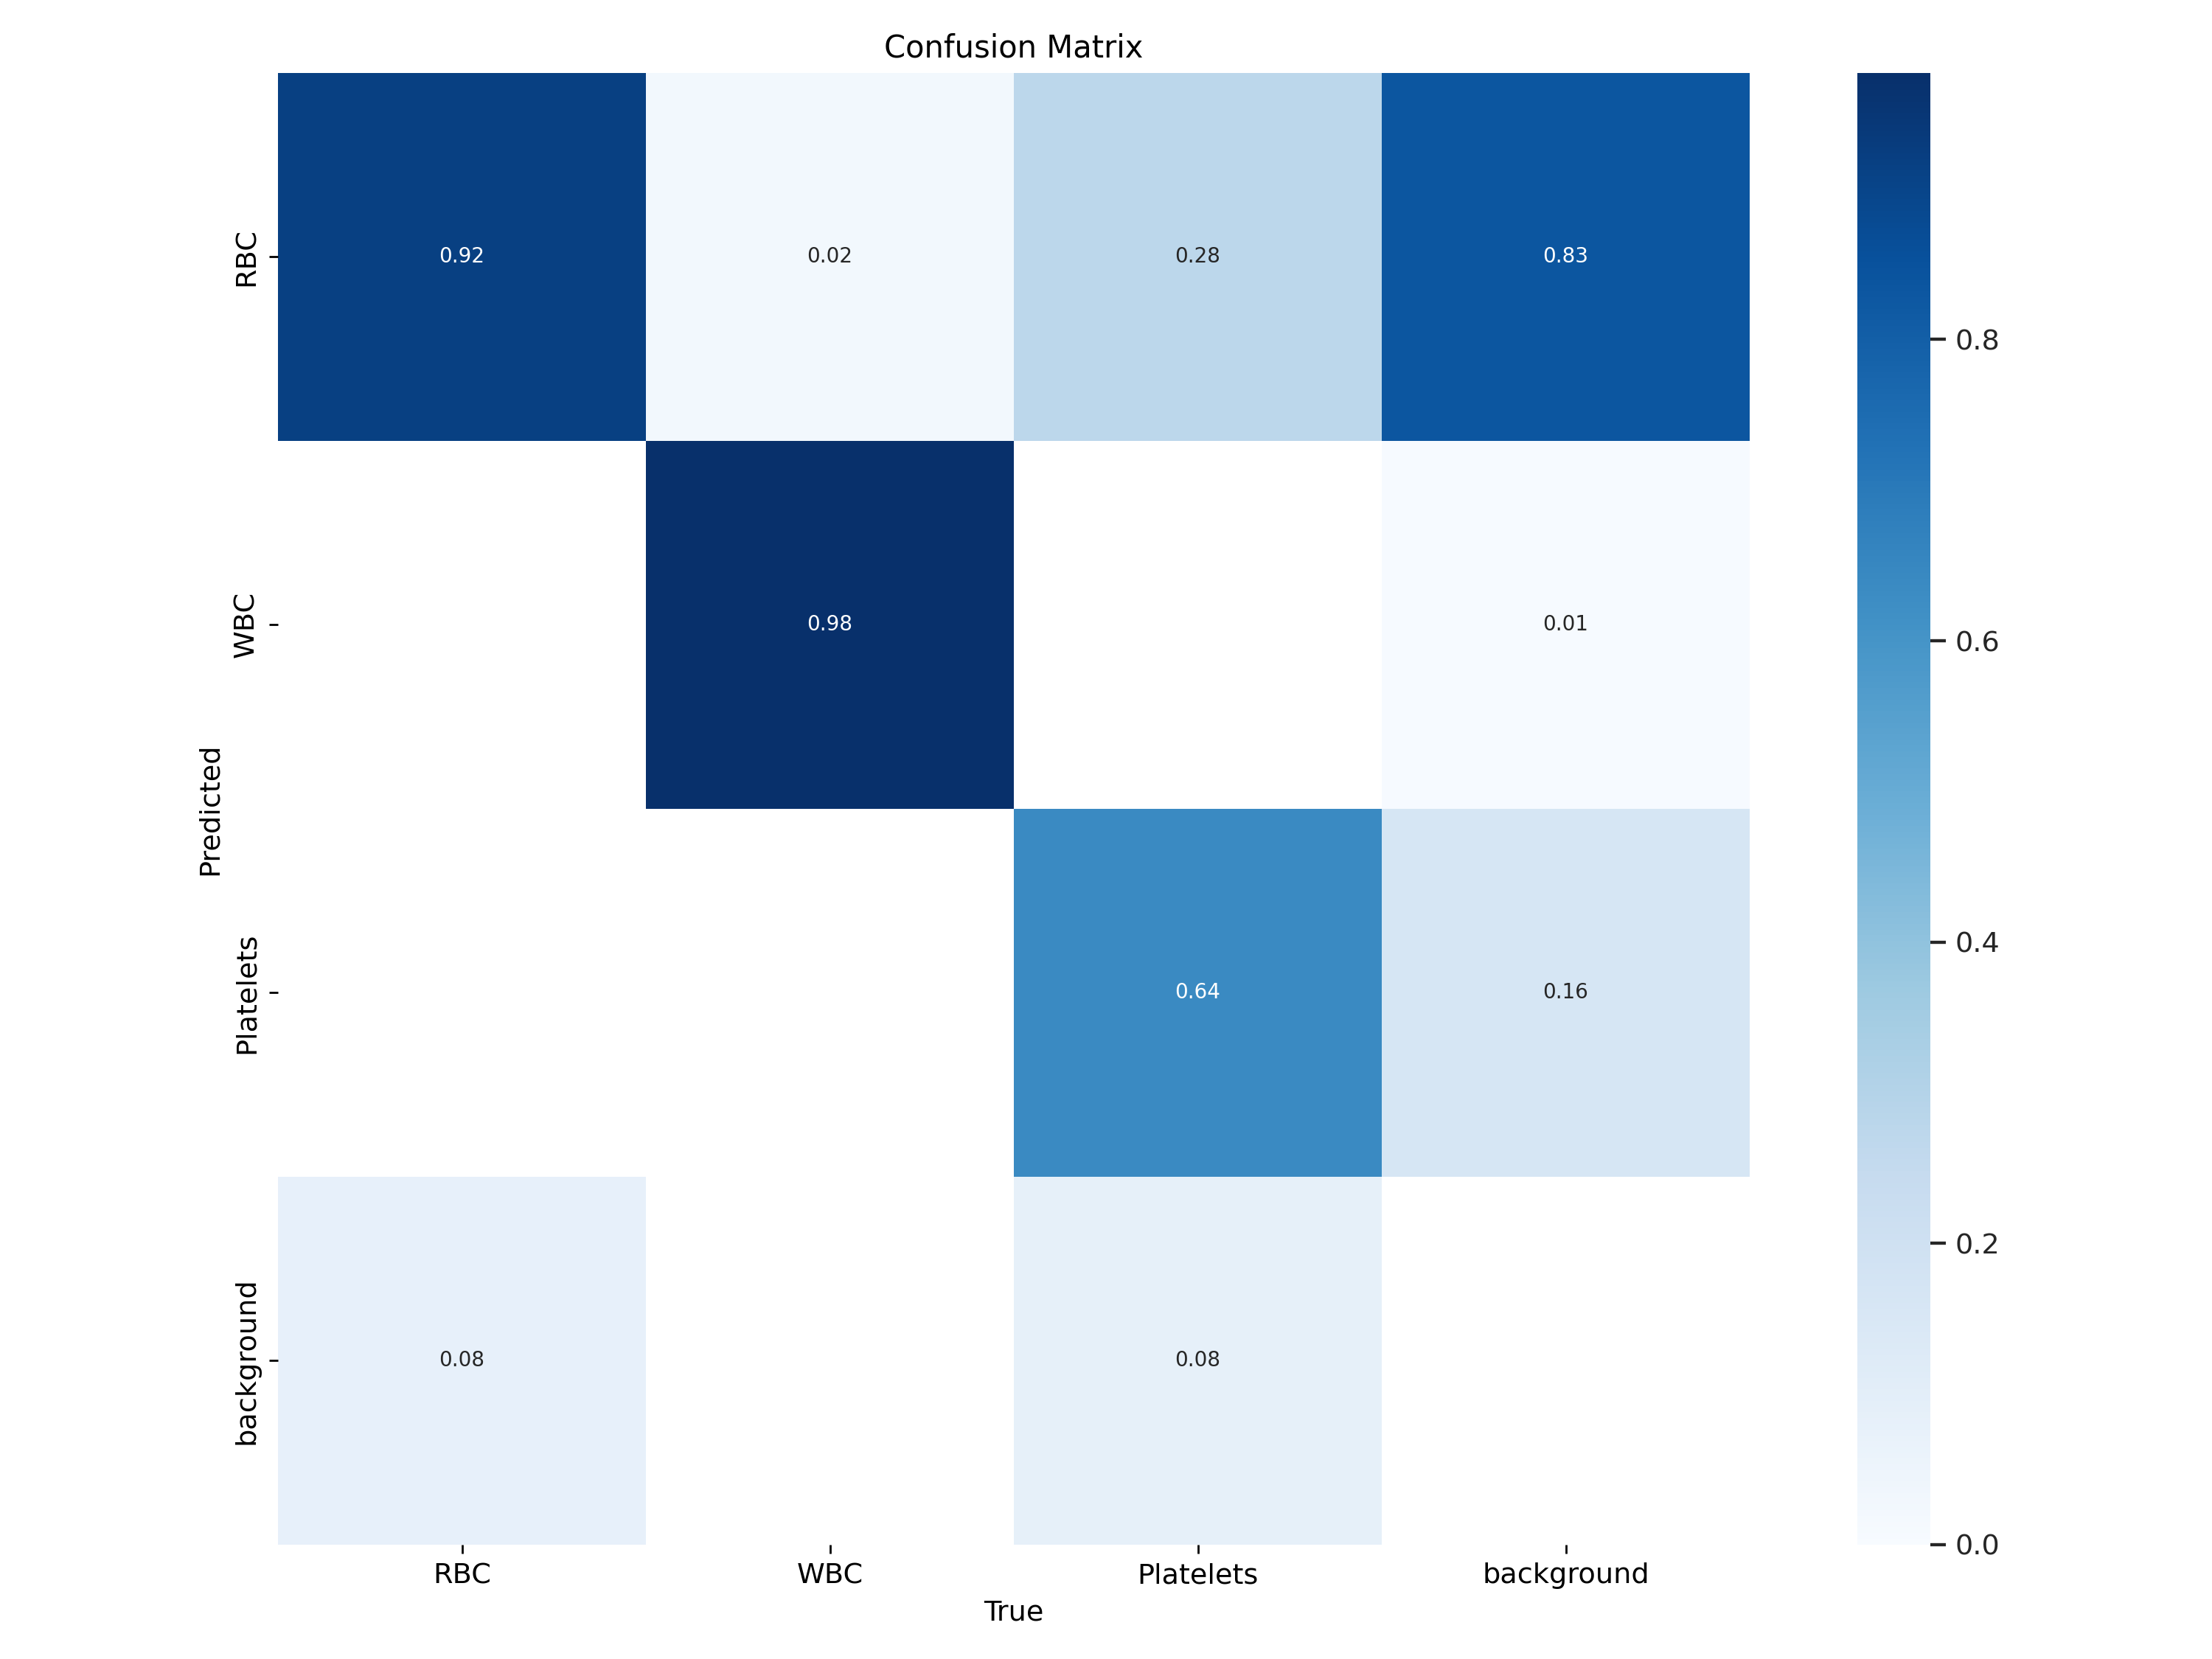 Confusion Matrix
RBC
0.92
0.02
0.28
0.83
WBC
0.98
0.01
Platelets
0.64
0.16
background
0.08
0.08
Predicted
RBC
WBC
Platelets
background
True
0.8
0.6
0.4
0.2
0.0